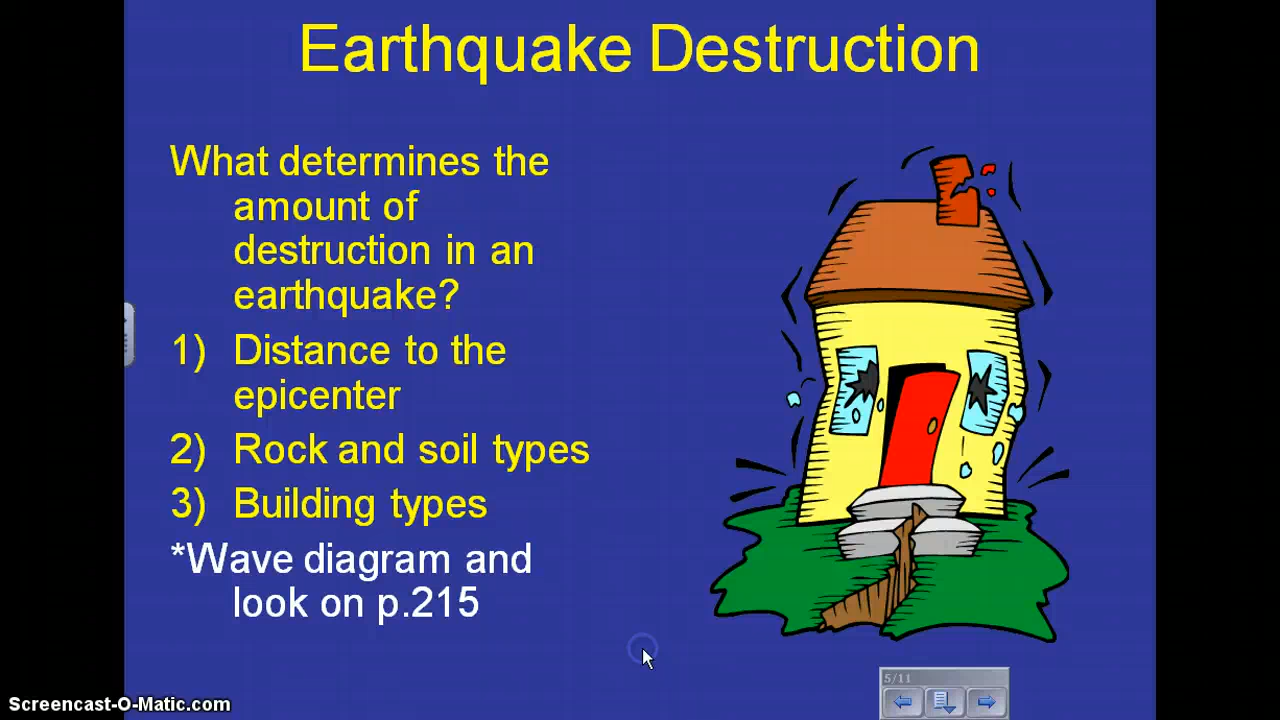 Earthquake Destruction
What determines the
amount of
destruction in an
earthquake?
1) Distance to the
epicenter
2) Rock and soil types
3) Building types
*Wave diagram and
look on p.215
5/11
Screencast-O-Matic.com